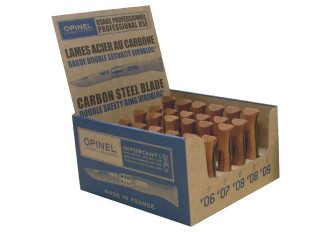 OPINEL
USAGE PROFESSIONNEL
PROFESSIONAL USE
LAMES ACIER AU CARBONE
BAGUE DOUBLE SÉCURITÉ VIROBLOC
CARBON STEEL BLADE
DOUBLE SAFETY RING VIROBLOC
OPINEL
IMPORTANT!
MADE IN FRANCE
°06 °07 °08 °08 °09